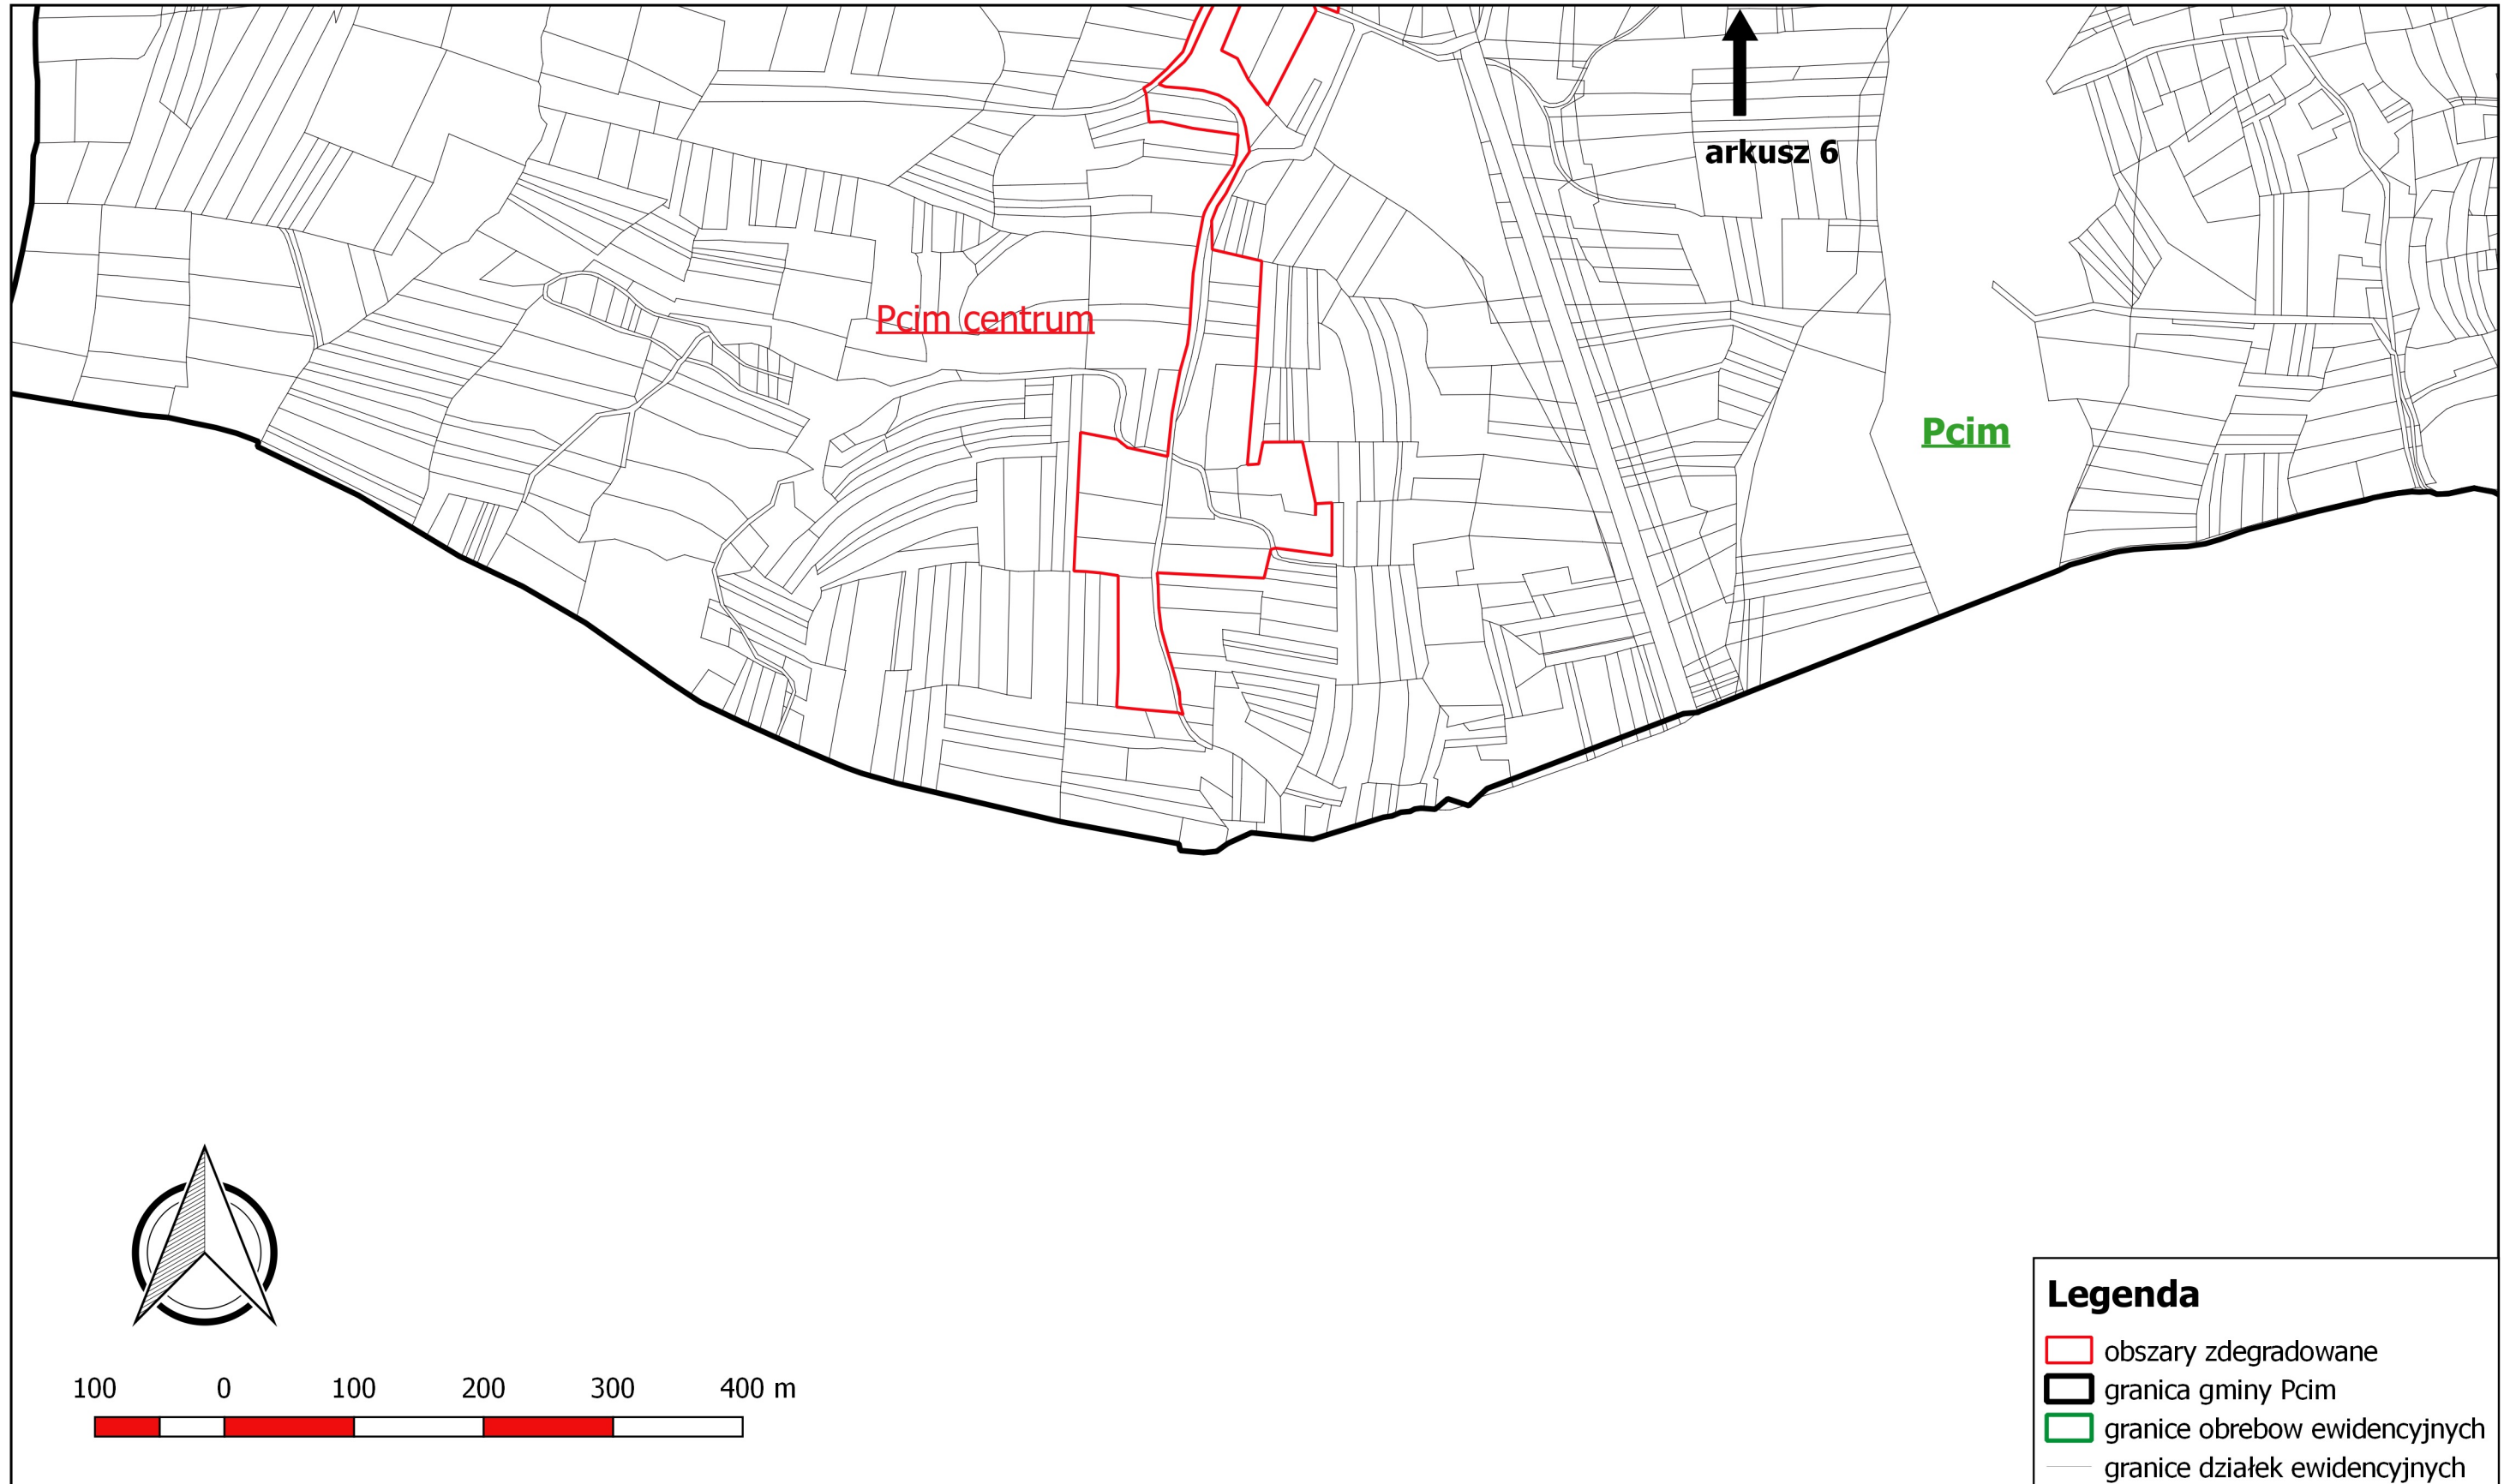 arkusz 6
Pcim centrum
Pcim
100 0 100 200 300 400 m
Legenda
obszary zdegradowane
granica gminy Pcim
granice obrebow ewidencyjnych
granice działek ewidencyjnych